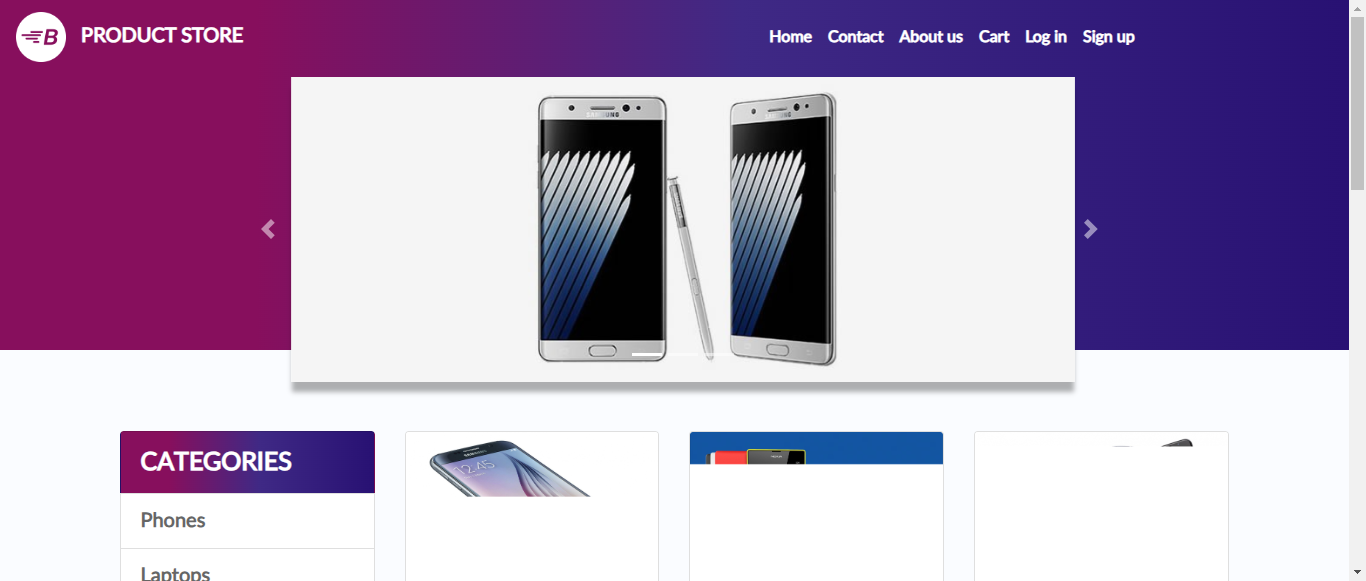 B PRODUCT STORE
Home Contact About us Cart Log in Sign up
SAMSUNG
SAMSUNG
CATEGORIES
12:45
Phones
Laptops